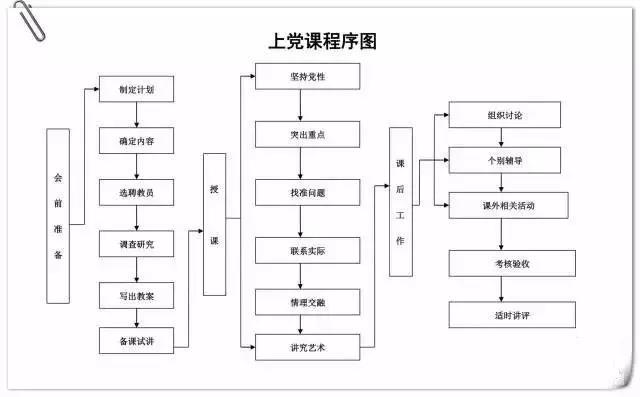 上党课程序图
会前准备
制定计划
确定内容
选聘教员
调查研究
写出教案
备课试讲
授课
坚持党性
突出重点
找准问题
联系实际
情理交融
讲究艺术
课后工作
组织讨论
个别辅导
课外相关活动
考核验收
适时讲评